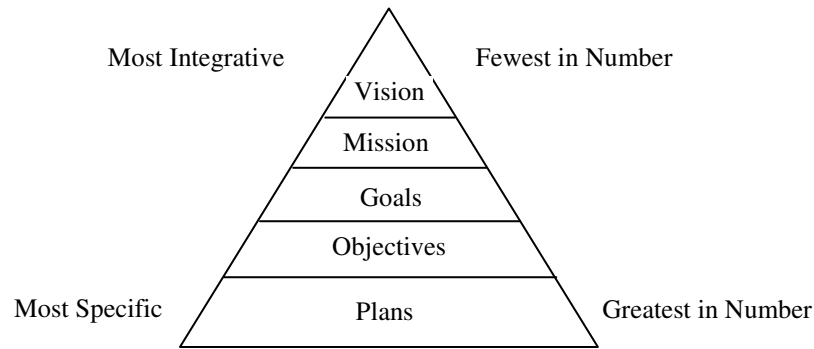 Most Integrative
Fewest in Number
Vision
Mission
Goals
Objectives
Most Specific
Plans
Greatest in Number